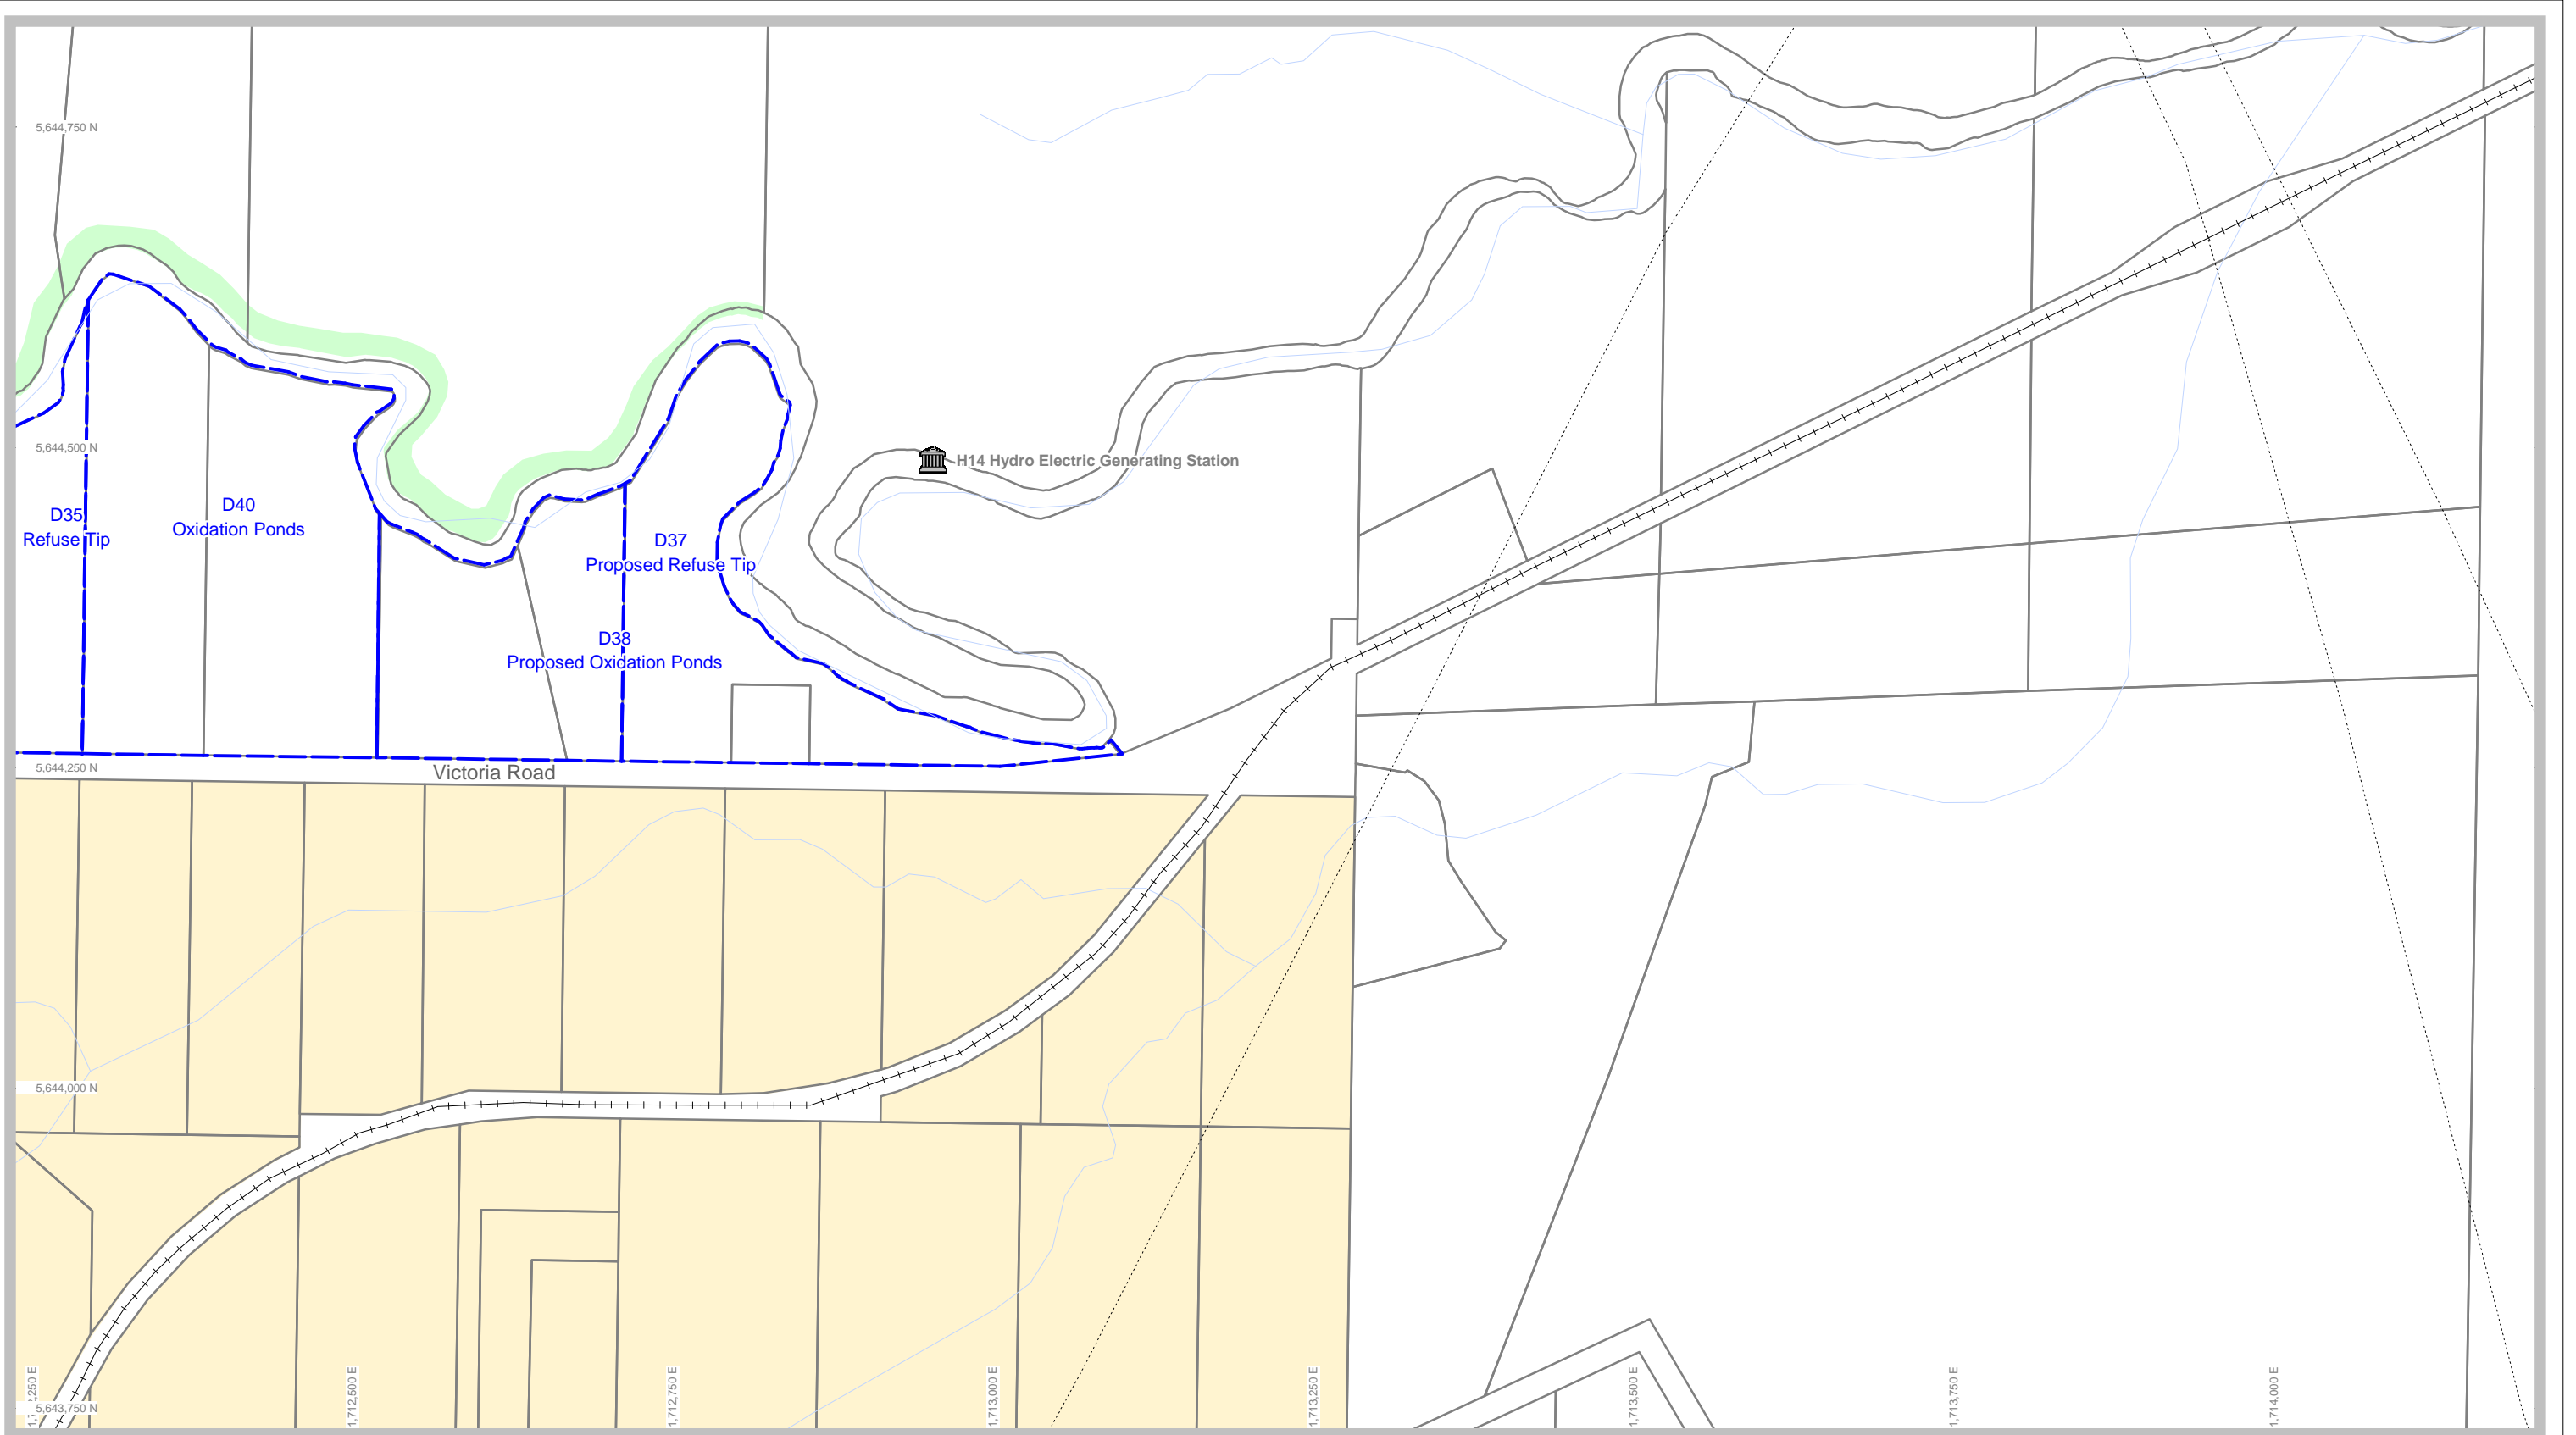 5,644,750 N
5,644,500 N
H14 Hydro Electric Generating Station
D35
Refuse Tip
D40
Oxidation Ponds
D37
Proposed Refuse Tip
D38
Proposed Oxidation Ponds
5,644,250 N
Victoria Road
5,644,000 N
5,643,750 N
250 E
1,712,500 E
1,712,750 E
1,713,000 E
1,713,250 E
1,713,500 E
1,713,750 E
1,714,000 E